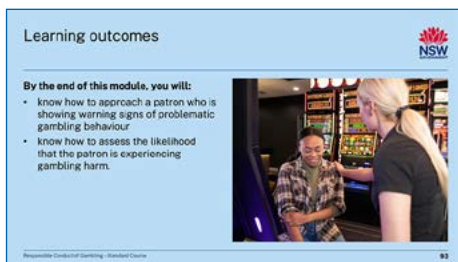 Learning outcomes
NSW
GOVERNMENT
By the end of this module, you will:
• know how to approach a patron who is
showing warning signs of problematic
gambling behaviour
• know how to assess the likelihood
that the patron is experiencing
gambling harm.
Responsible Conduct of Gambling - Standard Course
93